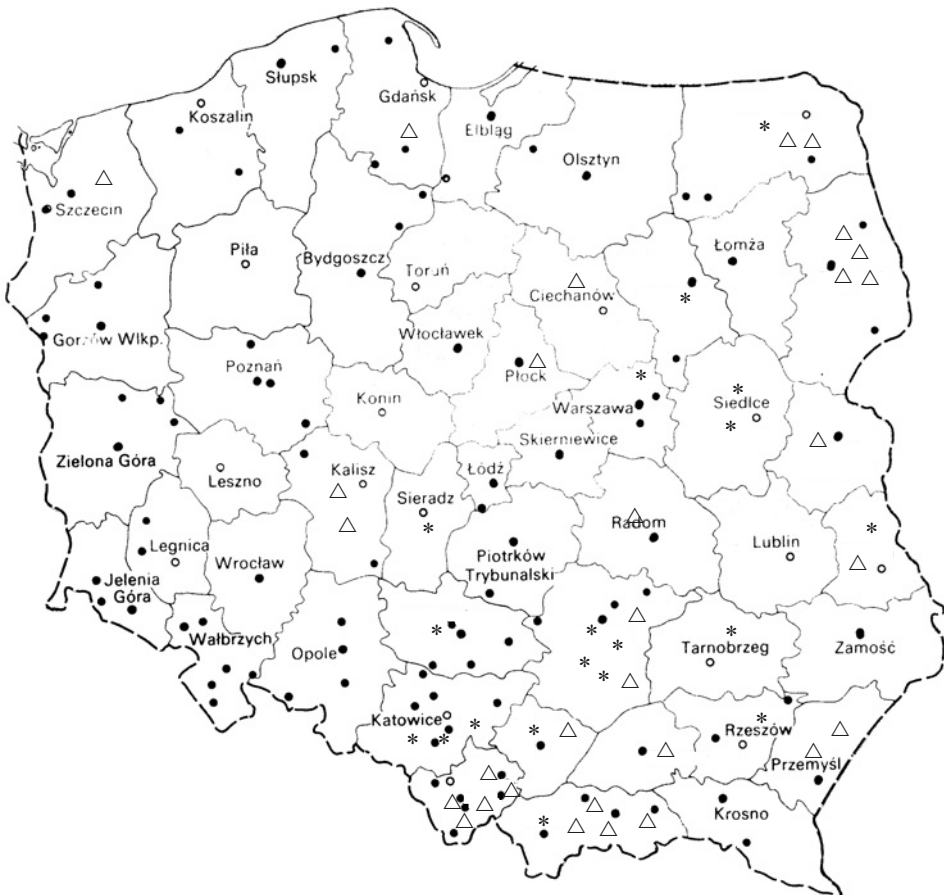 Słupsk
Koszalin
Gdańsk
Elbląg
Olsztyn
Szczecin
Piła
Bydgoszcz
Toruń
Łomża
Ciechanów
Gorzów Wlkp.
Włocławek
Poznań
Płock
Konin
Warszawa
Siedlce
Skierniewice
Zielona Góra
Leszno
Kalisz
Łódź
Sieradz
Radom
Legnica
Wrocław
Piotrków
Trybunalski
Lublin
Jelenia
Góra
Wałbrzych
Opole
Tarnobrzeg
Zamość
Katowice
Rzeszów
Przemyśl
Krosno